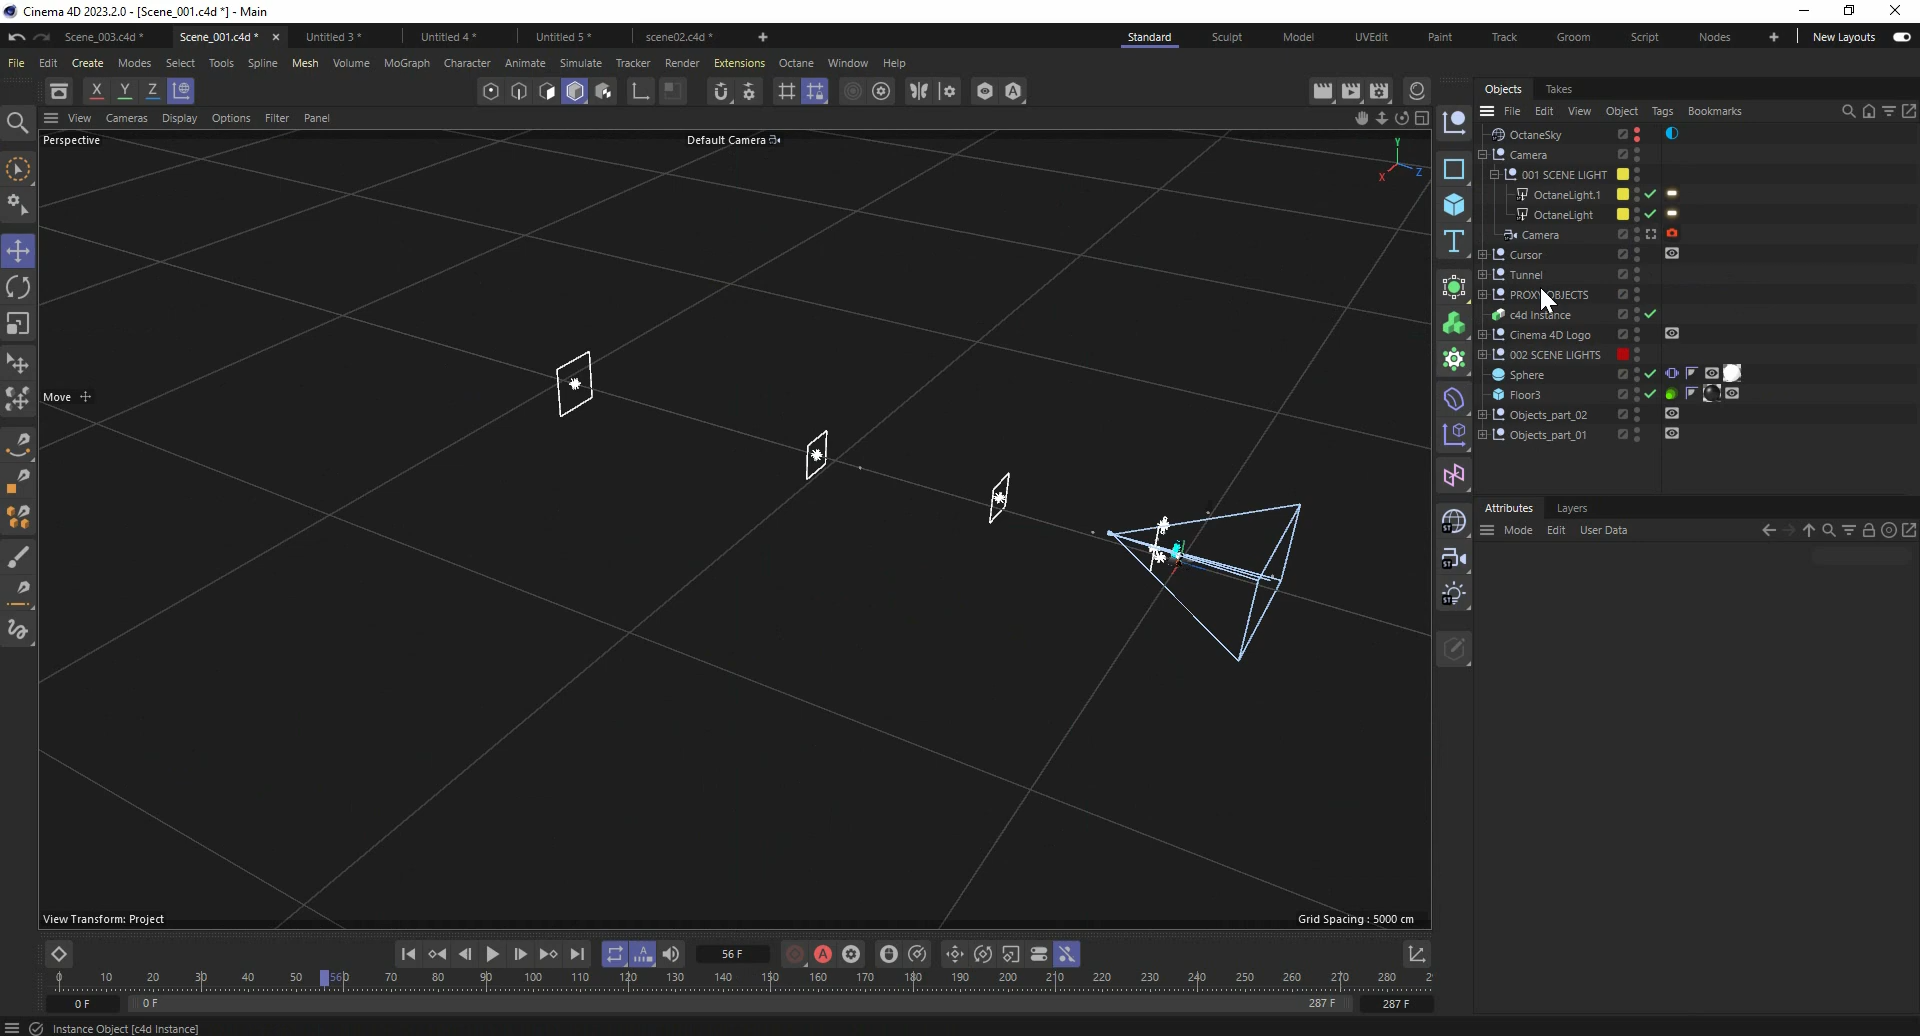 Cinema 4D 2023.2.0 - [Scene_001.c4d *] - Main
Scene_003.c4d * Scene_001.c4d * Untitled 3 * Untitled 4 * Untitled 5 * scene02.c4d * Standard Sculpt Model UVEdit Paint Track Groom Script Nodes New Layouts
File Edit Create Modes Select Tools Spline Mesh Volume MoGraph Character Animate Simulate Tracker Render Extensions Octane Window Help
X Y Z
Objects Takes
File Edit View Object Tags Bookmarks
View Cameras Display Options Filter Panel
Perspective
Default Camera
Y
X
Z
OctaneSky
Camera
001 SCENE LIGHT
OctaneLight.1
OctaneLight
Camera
Cursor
Tunnel
PROXY OBJECTS
c4d Instance
Cinema 4D Logo
002 SCENE LIGHTS
Sphere
Floor3
Objects_part_02
Objects_part_01
Move
Attributes Layers
Mode Edit User Data
ST
ST
ST
View Transform: Project
Grid Spacing : 5000 cm
56 F
0 10 20 30 40 50 560 70 80 90 100 110 120 130 140 150 160 170 180 190 200 210 220 230 240 250 260 270 280
0 F 0 F 287 F 287 F
Instance Object [c4d Instance]